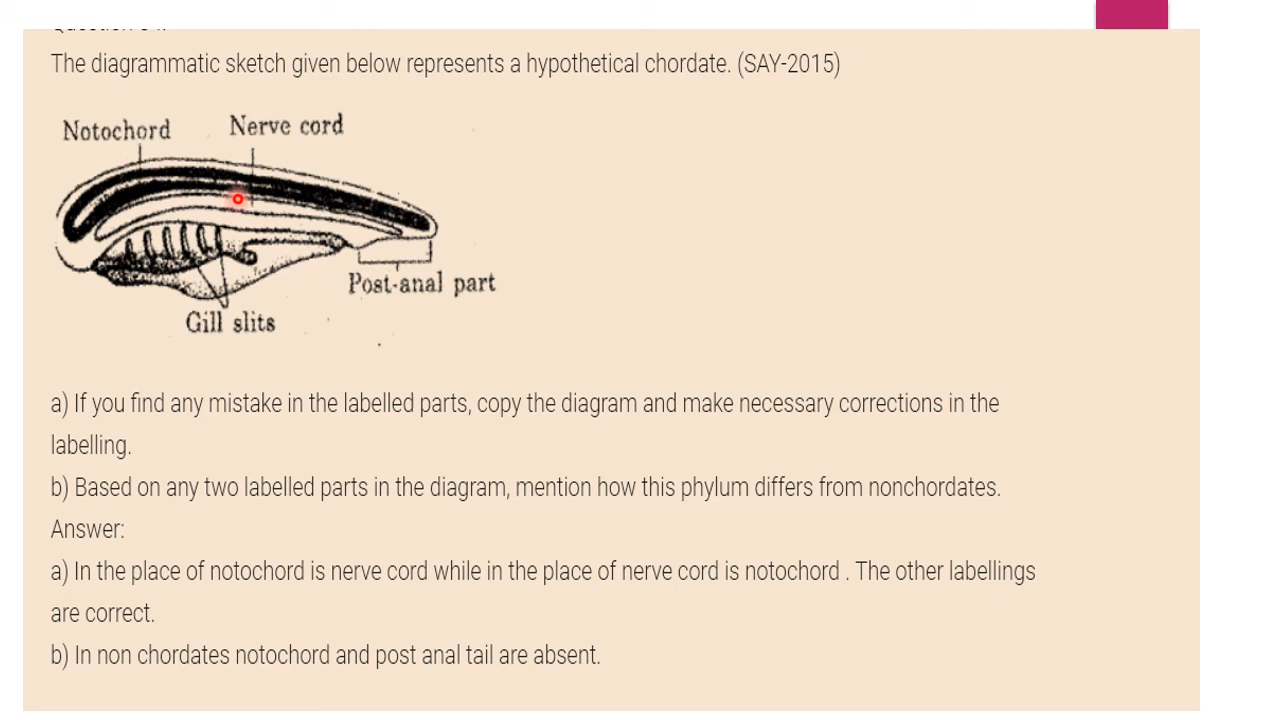 The diagrammatic sketch given below represents a hypothetical chordate. (SAY-2015)
Notochord
Nerve cord
Post-anal part
Gill slits
a) If you find any mistake in the labelled parts, copy the diagram and make necessary corrections in the
labelling.
b) Based on any two labelled parts in the diagram, mention how this phylum differs from nonchordates.
Answer:
a) In the place of notochord is nerve cord while in the place of nerve cord is notochord . The other labellings
are correct.
b) In non chordates notochord and post anal tail are absent.